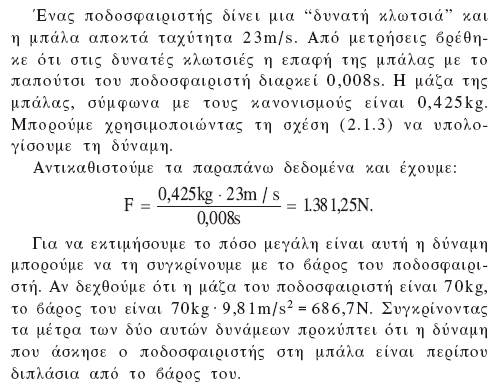 Ένας ποδοσφαιριστής δίνει μια “δυνατή κλωτσιά” και
η μπάλα αποκτά ταχύτητα 23m/s. Από μετρήσεις βρέθη-
κε ότι στις δυνατές κλωτσιές η επαφή της μπάλας με το
παπούτσι του ποδοσφαιριστή διαρκεί 0,008s. Η μάζα της
μπάλας, σύμφωνα με τους κανονισμούς είναι 0,425kg.
Μπορούμε χρησιμοποιώντας τη σχέση (2.1.3) να υπολο-
γίσουμε τη δύναμη.
Αντικαθιστούμε τα παραπάνω δεδομένα και έχουμε:
F = \frac{0,425kg · 23m / s}{0,008s} = 1.381,25N.
Για να εκτιμήσουμε το πόσο μεγάλη είναι αυτή η δύναμη
μπορούμε να τη συγκρίνουμε με το βάρος του ποδοσφαιρι-
στή. Αν δεχθούμε ότι η μάζα του ποδοσφαιριστή είναι 70kg,
το βάρος του είναι 70kg · 9,81m/s² = 686,7N. Συγκρίνοντας
τα μέτρα των δύο αυτών δυνάμεων προκύπτει ότι η δύναμη
που άσκησε ο ποδοσφαιριστής στη μπάλα είναι περίπου
διπλάσια από το βάρος του.